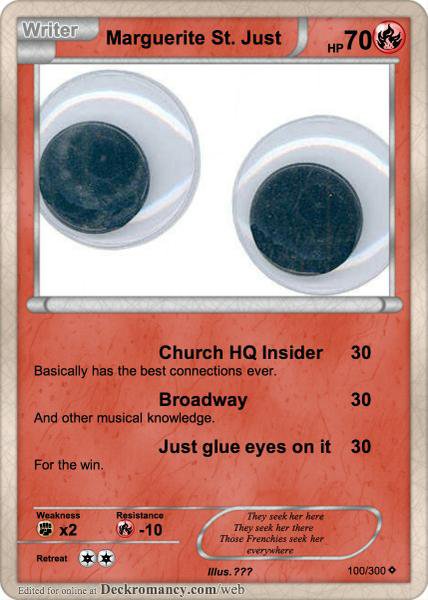 Writer
Marguerite St. Just
HP 70
Church HQ Insider 30
Basically has the best connections ever.
Broadway 30
And other musical knowledge.
Just glue eyes on it 30
For the win.
Weakness
x2
Resistance
-10
They seek her here
They seek her there
Those Frenchies seek her
everywhere
Retreat
Illus. ???
100/300
Edited for online at Deckromancy.com/web